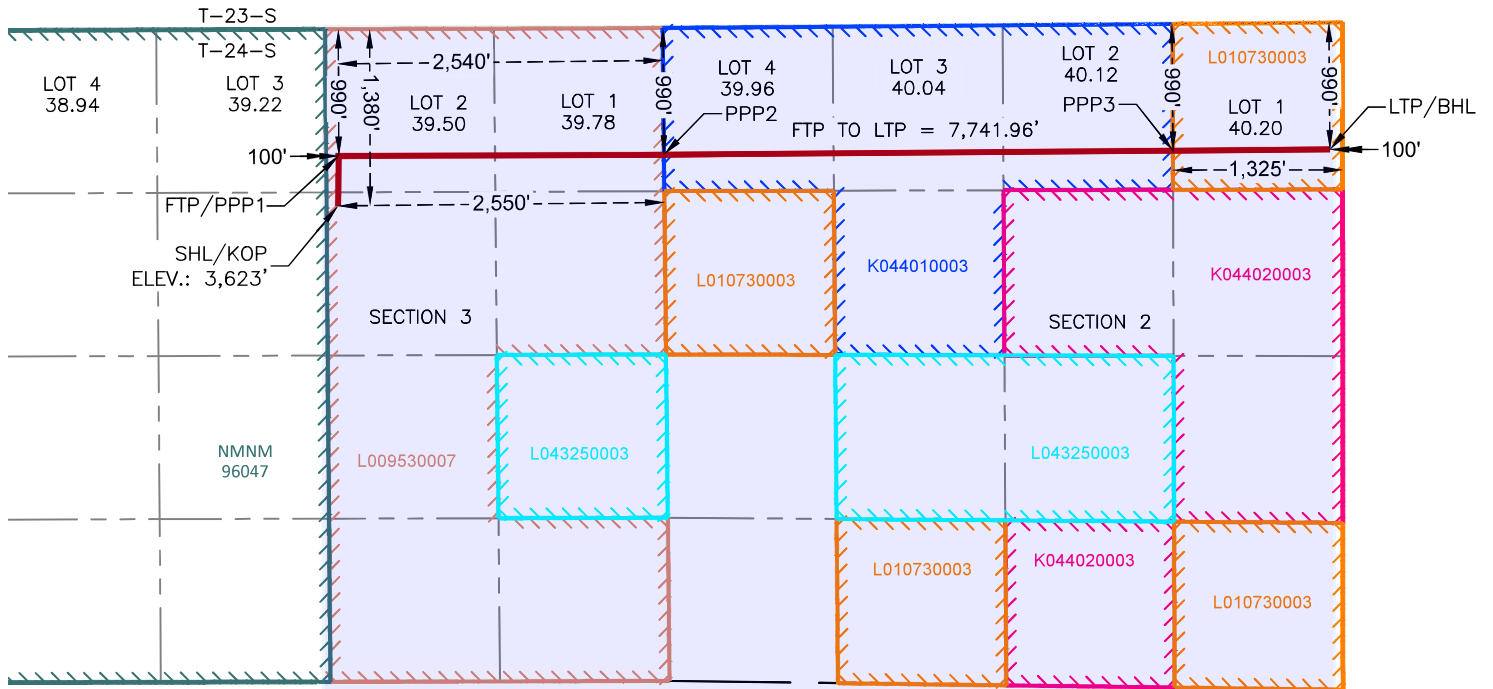 T-23-S
T-24-S
LOT 4
38.94
LOT 3
39.22
990'
1,380'
2,540'
LOT 2
39.50
LOT 1
39.78
990'
LOT 4
39.96
LOT 3
40.04
LOT 2
40.12
990'
L010730003
LOT 1
40.20
990'
LTP/BHL
PPP2
PPP3
FTP TO LTP = 7,741.96'
100'
100'
1,325'
FTP/PPP1
2,550'
SHL/KOP
ELEV.: 3,623'
L010730003
K044010003
K044020003
SECTION 3
SECTION 2
NMNM
96047
L009530007
L043250003
L043250003
L010730003
K044020003
L010730003